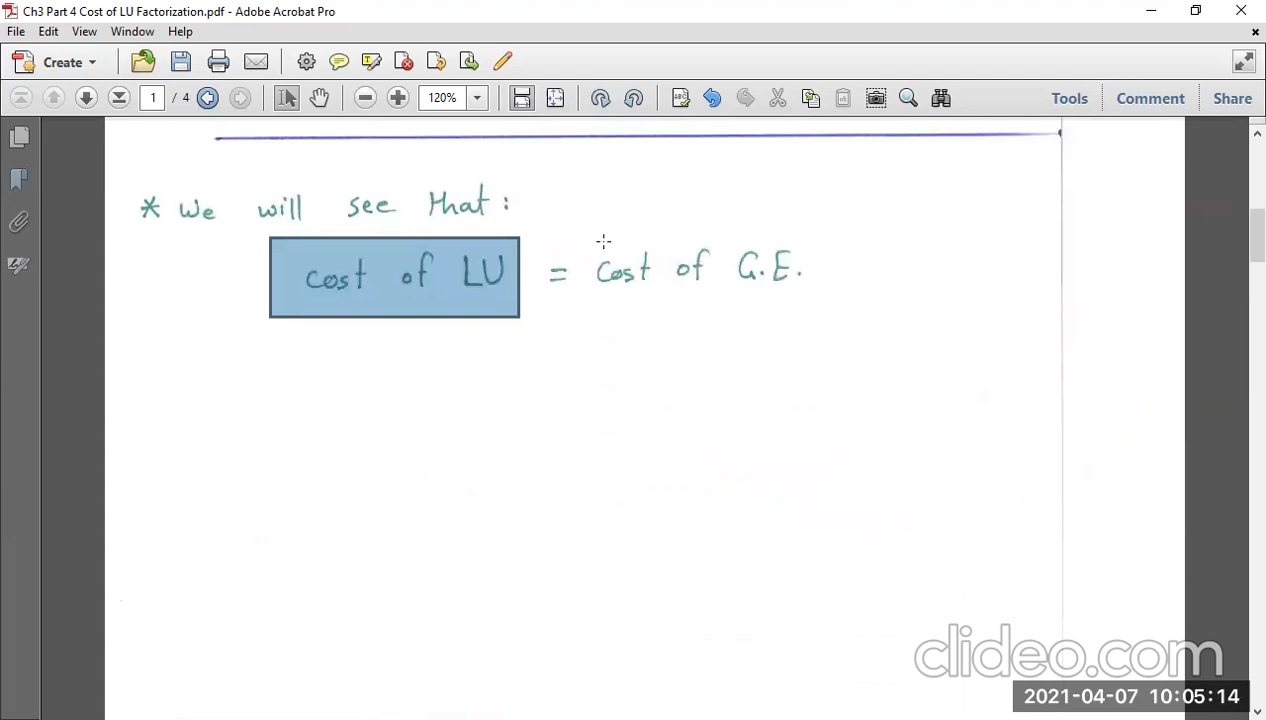 Ch3 Part 4 Cost of LU Factorization.pdf - Adobe Acrobat Pro
File Edit View Window Help
Create
1 / 4 120% Tools Comment Share
* We will see that:
cost of LU = cost of G.E.
clideo.com
2021-04-07 10:05:14